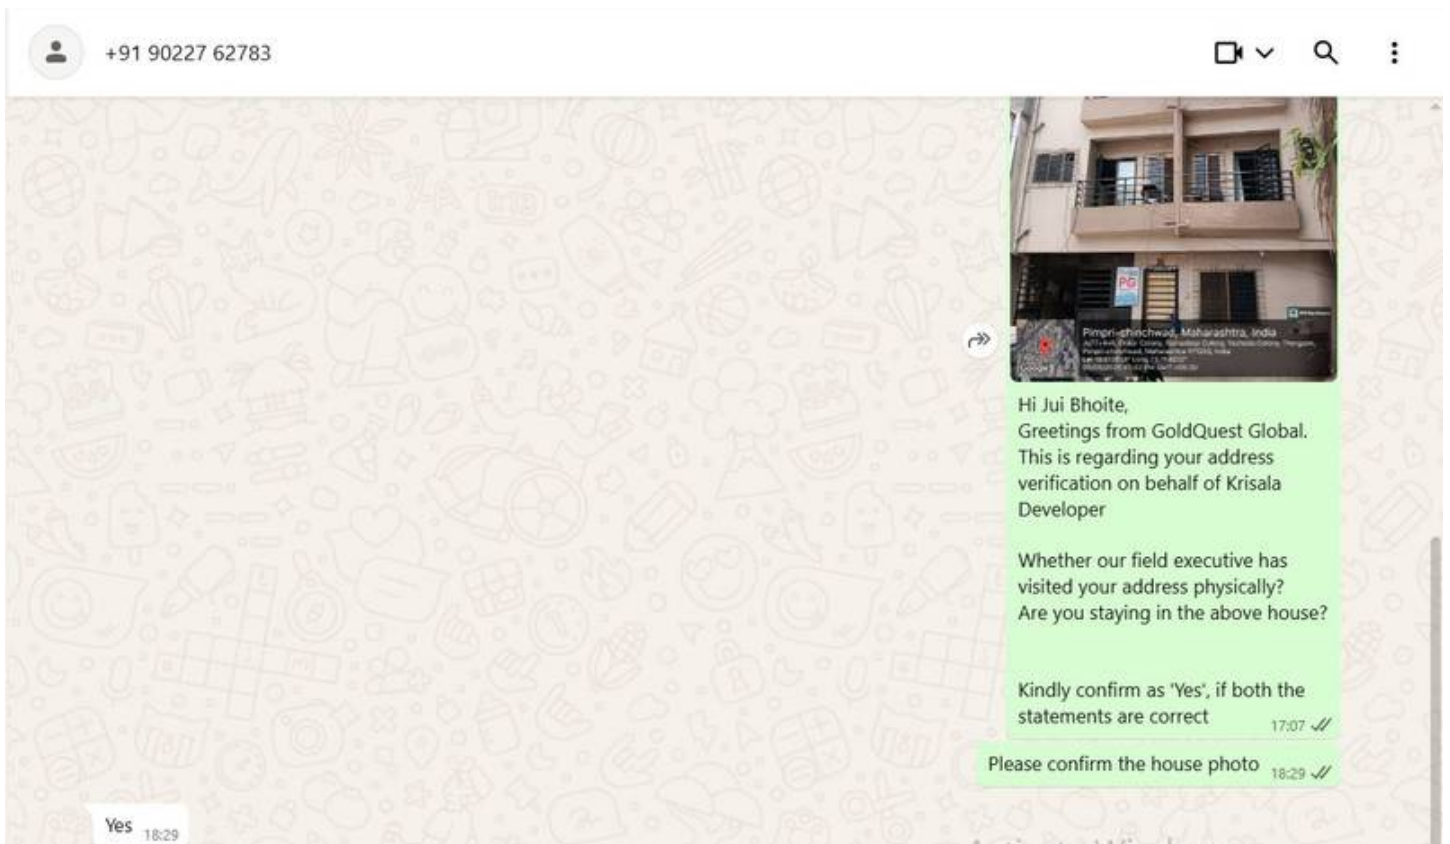 +91 90227 62783
PG
Pimpri-chinchwad, Maharashtra, India
Google
Hi Jui Bhoite,
Greetings from GoldQuest Global.
This is regarding your address
verification on behalf of Krisala
Developer
Whether our field executive has
visited your address physically?
Are you staying in the above house?
Kindly confirm as 'Yes', if both the
statements are correct
17:07
Please confirm the house photo 18:29
Yes 18:29